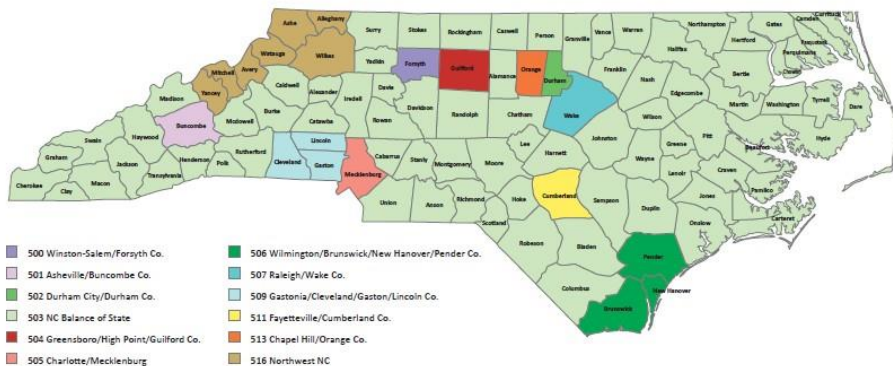 Ashe
Alleghany
Surry
Stokes
Rockingham
Caswell
Person
Granville
Vance
Warren
Northampton
Gates
Camden
Currituck
Hertford
Halifax
Watauga
Wilkes
Yadkin
Forsyth
Guilford
Alamance
Orange
Durham
Franklin
Nash
Bertle
Mitchell
Avery
Yancey
Caldwell
Alexander
Iredell
Davie
Davidson
Randolph
Chatham
Wake
Edgecombe
Martin
Washington
Tyrrell
Dare
Madison
Buncombe
Mcdowell
Burke
Catawba
Rowan
Wilson
Pitt
Hyde
Haywood
Swain
Graham
Jackson
Henderson
Polk
Rutherford
Cleveland
Lincoln
Gaston
Mecklenburg
Cabarrus
Stanly
Montgomery
Moore
Lee
Harnett
Johnston
Wayne
Greene
Lenoir
Craven
Pamlico
Cherokee
Clay
Macon
Transylvania
Union
Anson
Richmond
Scotland
Hoke
Cumberland
Sampson
Duplin
Jones
Onslow
Carteret
Robeson
Bladen
Pender
Columbus
Brunswick
New Hanover
500 Winston-Salem/Forsyth Co.
501 Asheville/Buncombe Co.
502 Durham City/Durham Co.
503 NC Balance of State
504 Greensboro/High Point/Guilford Co.
505 Charlotte/Mecklenburg
506 Wilmington/Brunswick/New Hanover/Pender Co.
507 Raleigh/Wake Co.
509 Gastonia/Cleveland/Gaston/Lincoln Co.
511 Fayetteville/Cumberland Co.
513 Chapel Hill/Orange Co.
516 Northwest NC